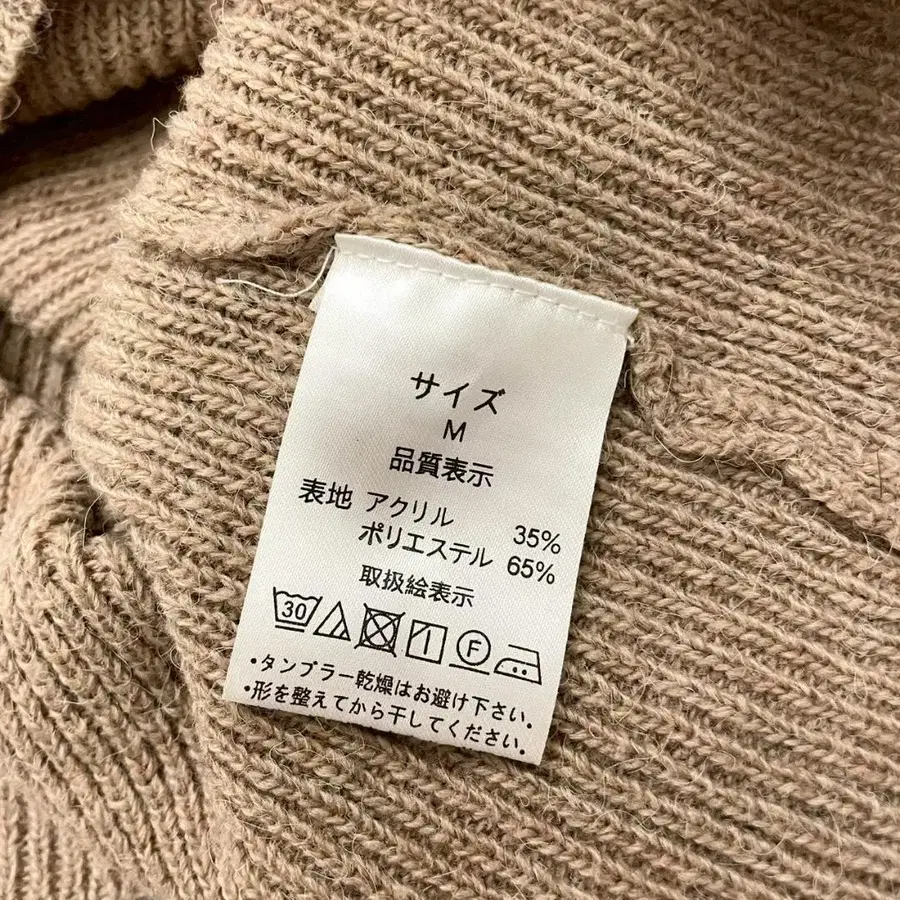 サイズ
M
品質表示
表地 アクリル 35%
ポリエステル 65%
取扱絵表示
30 F
・タンブラー乾燥はお避け下さい。
・形を整えてから干してください。